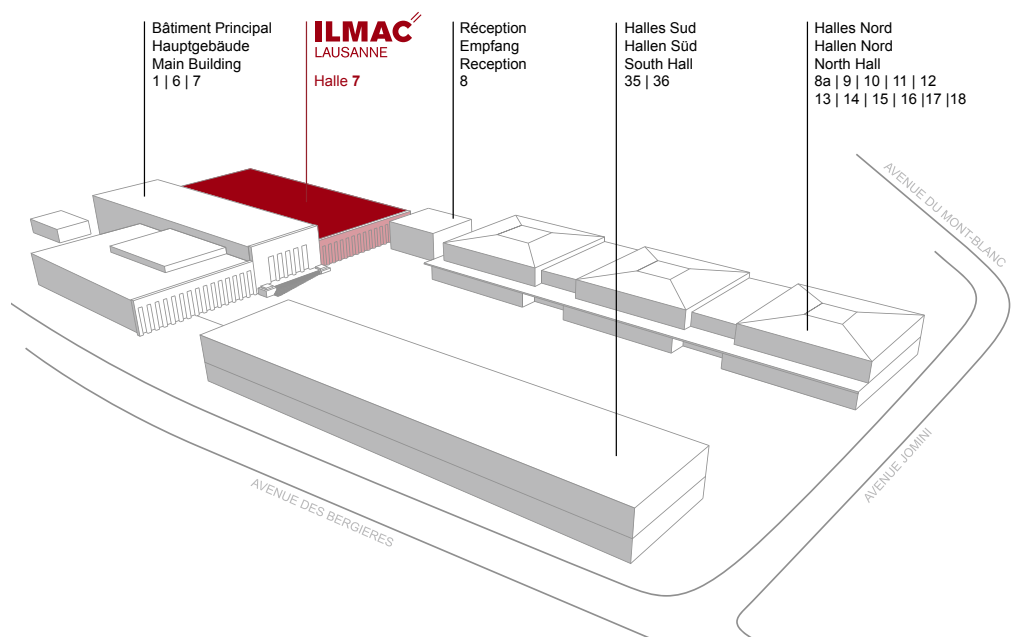 Bâtiment Principal
Hauptgebäude
Main Building
1 | 6 | 7
ILMAC
LAUSANNE
Halle 7
Réception
Empfang
Reception
8
Halles Sud
Hallen Süd
South Hall
35 | 36
Halles Nord
Hallen Nord
North Hall
8a | 9 | 10 | 11 | 12
13 | 14 | 15 | 16 |17 |18
AVENUE DU MONT-BLANC
AVENUE JOMINI
AVENUE DES BERGIERES